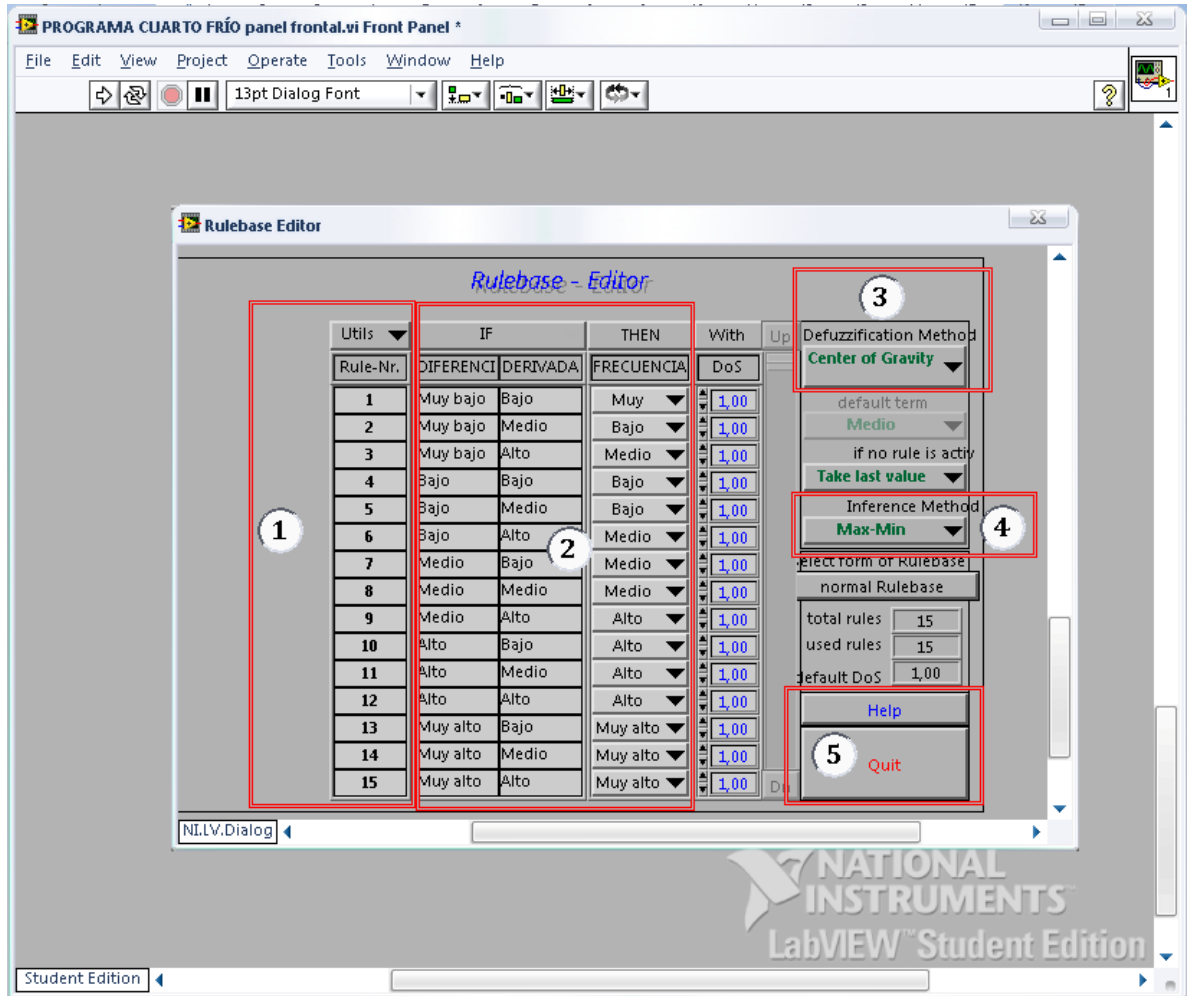 PROGRAMA CUARTO FRÍO panel frontal.vi Front Panel *
File Edit View Project Operate Tools Window Help
13pt Dialog Font
1
Rulebase Editor
Rulebase - Editor
3
Utils IF THEN With Up Defuzzification Method
Center of Gravity
Rule-Nr. DIFERENCI DERIVADA FRECUENCIA DoS
1 Muy bajo Bajo Muy 1,00
default term
2 Muy bajo Medio Bajo 1,00
Medio
3 Muy bajo Alto Medio 1,00
if no rule is activ
4 Bajo Bajo Bajo 1,00
Take last value
5 Bajo Medio Bajo 1,00
Inference Method
1
6 Bajo Alto Medio 1,00
Max-Min
4
2
7 Medio Bajo Medio 1,00
elect form of Rulebase
8 Medio Medio Medio 1,00
normal Rulebase
9 Medio Alto Alto 1,00
total rules 15
10 Alto Bajo Alto 1,00
used rules 15
11 Alto Medio Alto 1,00
default DoS 1,00
12 Alto Alto Alto 1,00
Help
13 Muy alto Bajo Muy alto 1,00
14 Muy alto Medio Muy alto 1,00
5
Quit
15 Muy alto Alto Muy alto 1,00
Dn
NI.LV.Dialog
NATIONAL
INSTRUMENTS™
LabVIEW™ Student Edition
Student Edition